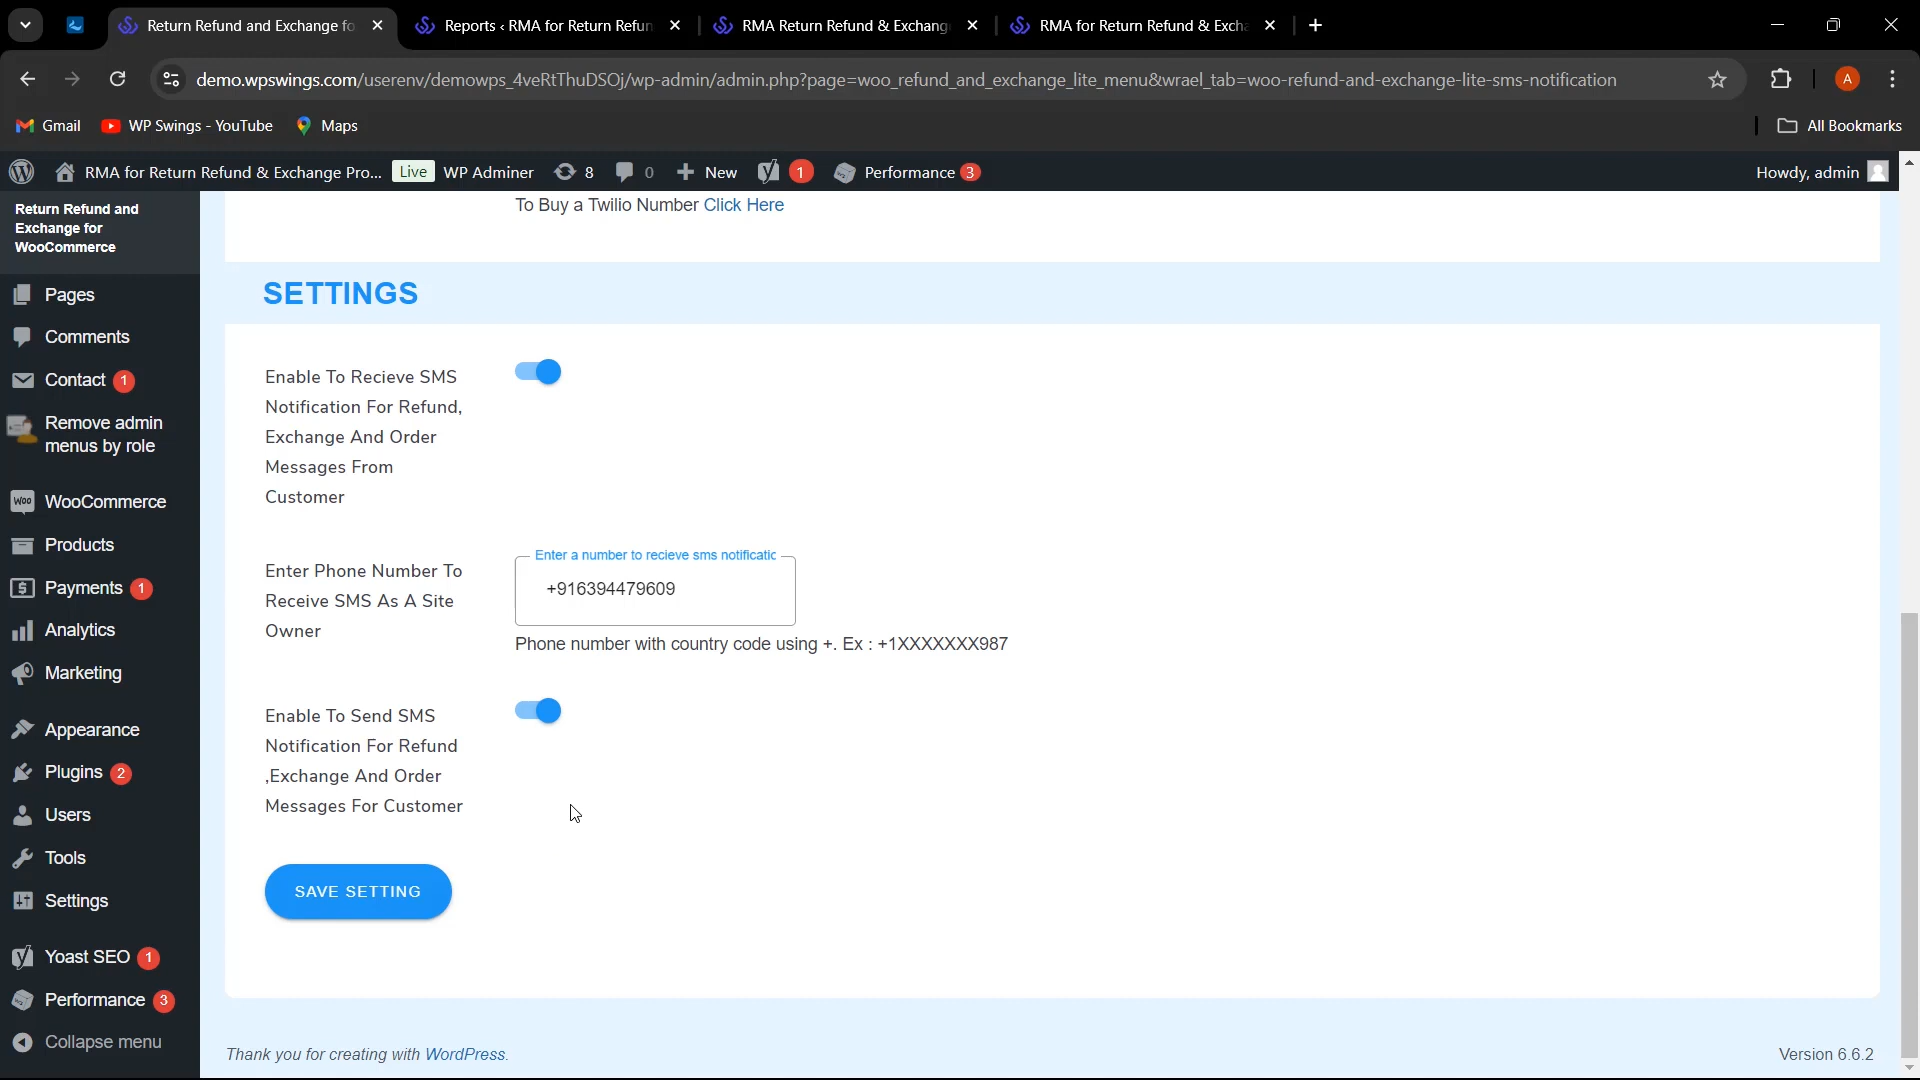 Return Refund and Exchange fo
Reports ‹ RMA for Return Refun
RMA Return Refund & Exchang
RMA for Return Refund & Exch
demo.wpswings.com/userenv/demowps_4veRtThuDSOj/wp-admin/admin.php?page=woo_refund_and_exchange_lite_menu&wrael_tab=woo-refund-and-exchange-lite-sms-notification
A
Gmail
WP Swings - YouTube
Maps
All Bookmarks
RMA for Return Refund & Exchange Pro...
Live
WP Adminer
8
0
New
1
Performance 3
Howdy, admin
Return Refund and
Exchange for
WooCommerce
Pages
Comments
Contact 1
Remove admin
menus by role
WooCommerce
Products
Payments 1
Analytics
Marketing
Appearance
Plugins 2
Users
Tools
Settings
Yoast SEO 1
Performance 3
Collapse menu
To Buy a Twilio Number Click Here
SETTINGS
Enable To Recieve SMS
Notification For Refund,
Exchange And Order
Messages From
Customer
Enter Phone Number To
Receive SMS As A Site
Owner
Enter a number to recieve sms notificatic
+916394479609
Phone number with country code using +. Ex : +1XXXXXXX987
Enable To Send SMS
Notification For Refund
,Exchange And Order
Messages For Customer
SAVE SETTING
Thank you for creating with WordPress.
Version 6.6.2